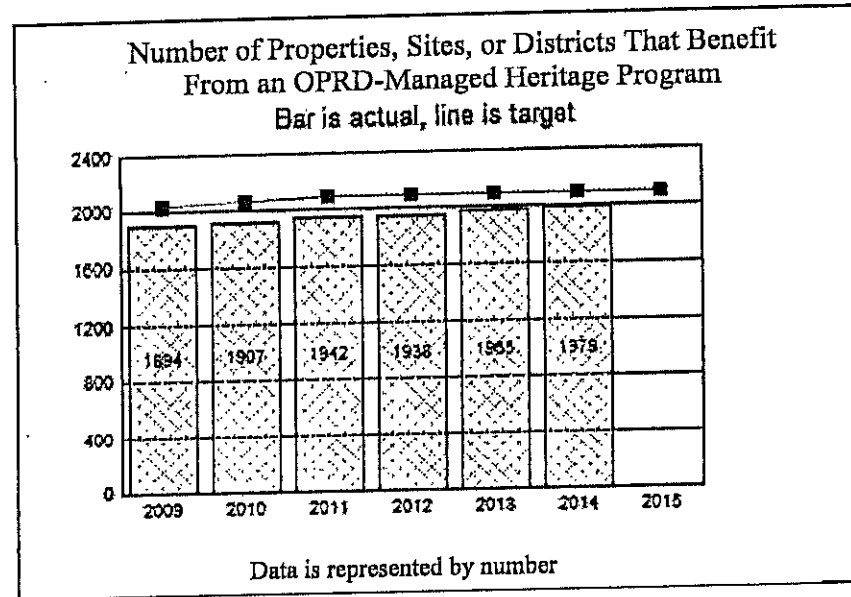 Number of Properties, Sites, or Districts That Benefit
From an OPRD-Managed Heritage Program
Bar is actual, line is target
2400
2000
1600
1200
1894 1907 1942 1938 1979
800
400
0
2009 2010 2011 2012 2013 2014 2015
Data is represented by number